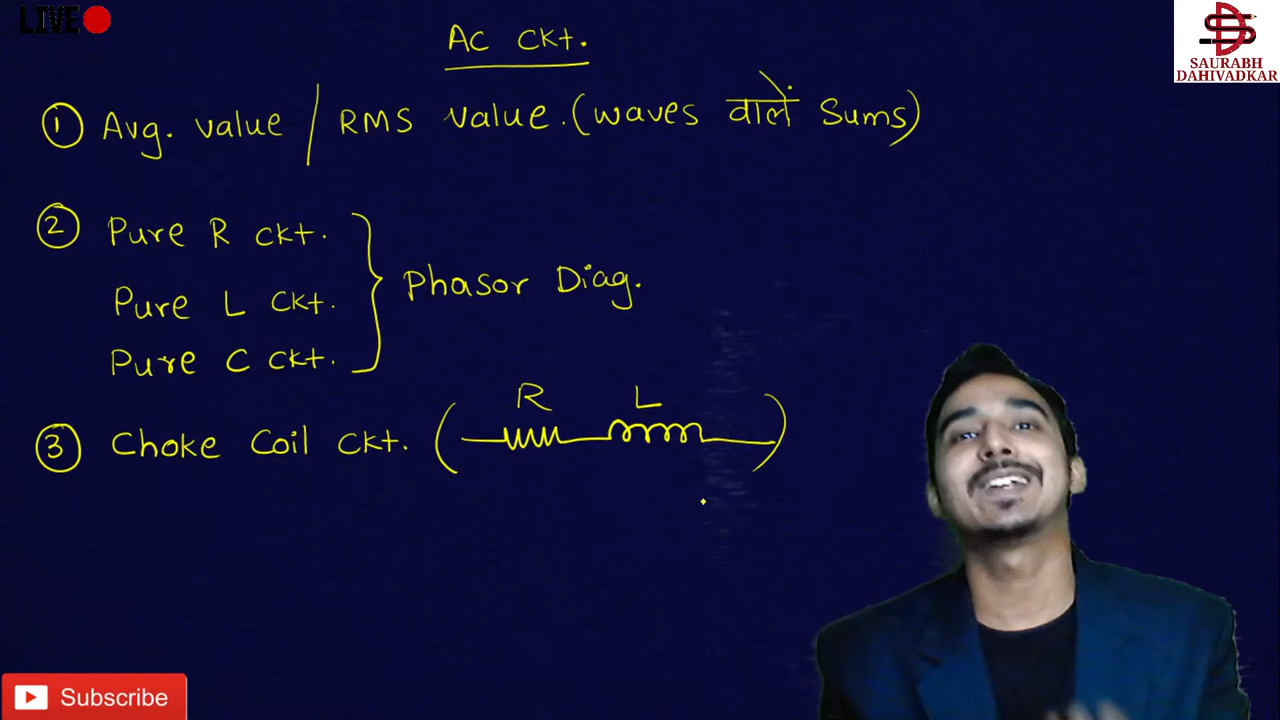 LIVE
SAURABH
DAHIVADKAR
AC CKt.
① Avg. value / RMS value. (waves वाले Sums)
② Pure R ckt.
Pure L Ckt.
Pure C ckt.
Phasor Diag.
R L
③ Choke Coil Ckt.
Subscribe